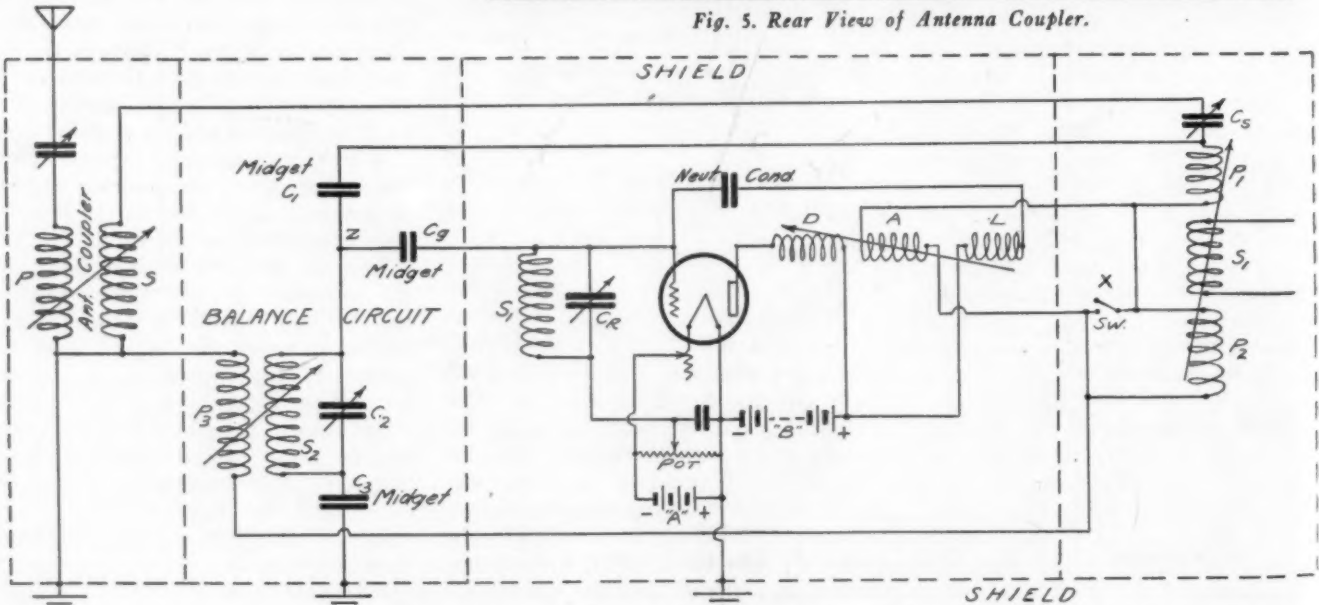 Fig. 5. Rear View of Antenna Coupler.
SHIELD
Midget
C1
Z
Cg
Midget
P
Ant. Coupler
S
BALANCE CIRCUIT
P3
S2
C2
C3
Midget
S1
CR
Neut Cond
D
A
L
POT
- "B" +
- "A" +
X
Sw.
C5
P1
S1
P2
SHIELD